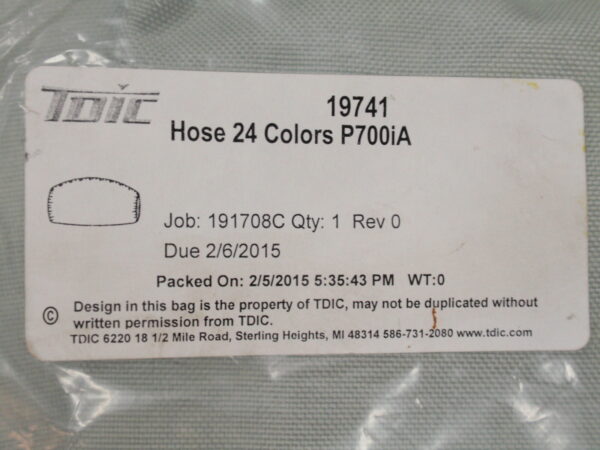 TDIC
19741
Hose 24 Colors P700iA
Job: 191708C Qty: 1 Rev 0
Due 2/6/2015
Packed On: 2/5/2015 5:35:43 PM WT:0
© Design in this bag is the property of TDIC, may not be duplicated without
written permission from TDIC.
TDIC 6220 18 1/2 Mile Road, Sterling Heights, MI 48314 586-731-2080 www.tdic.com